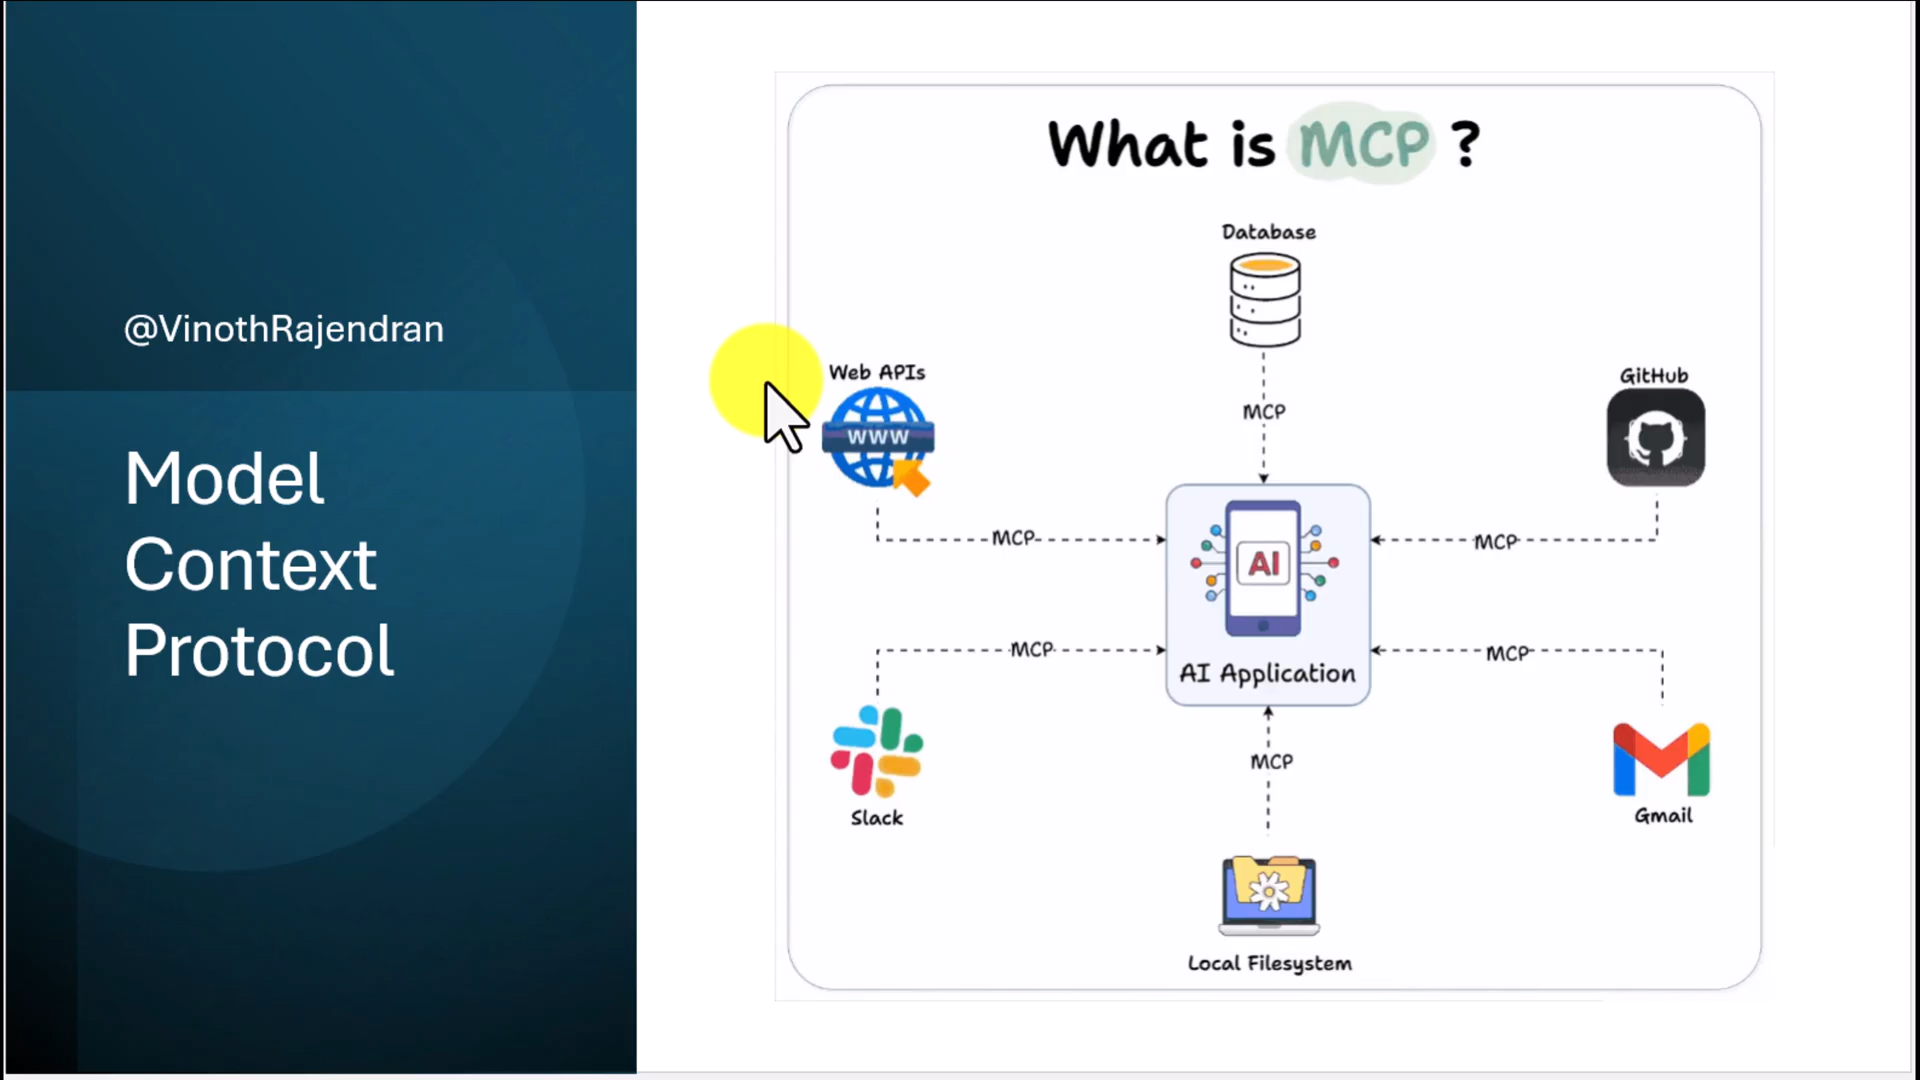 @VinothRajendran
Model
Context
Protocol
What is MCP ?
Database
MCP
Web APIs
WWW
MCP
GitHub
MCP
AI
AI Application
MCP
Slack
MCP
Gmail
MCP
Local Filesystem